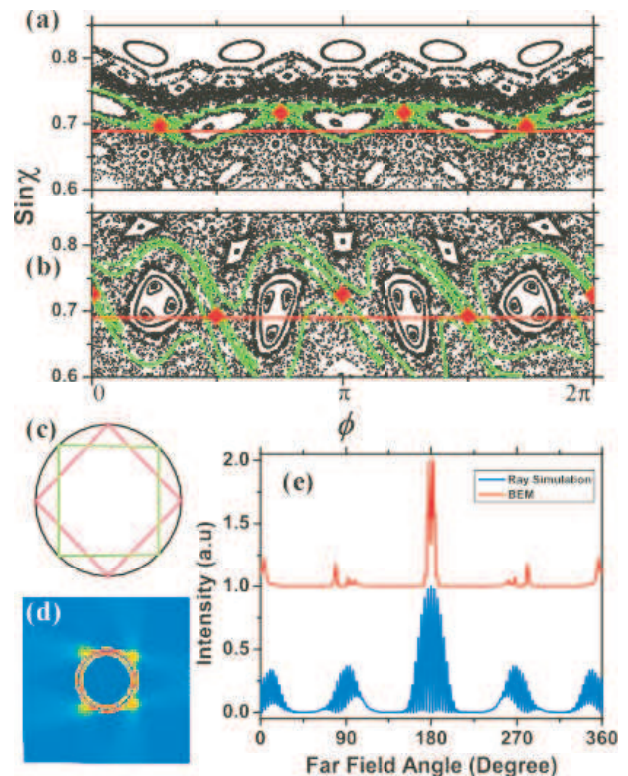 (a)
0.8
0.7
0.6
Sinχ
(b)
0.8
0.7
0.6
0 π 2π
ϕ
(c)
(d)
(e)
Ray Simulation
BEM
Intensity (a.u)
2.0
1.5
1.0
0.5
0.0
0 90 180 270 360
Far Field Angle (Degree)